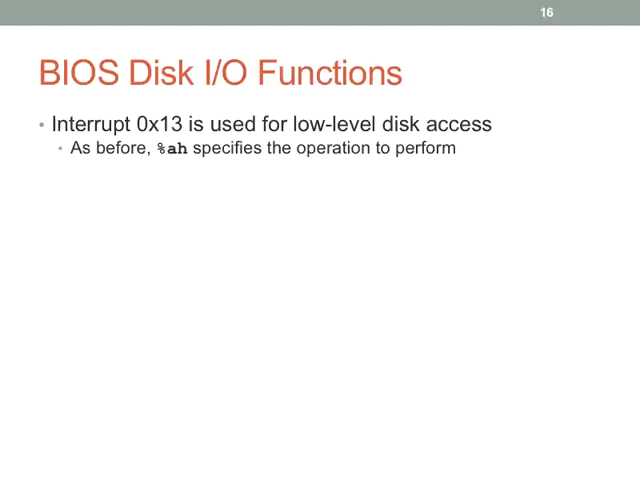 16
BIOS Disk I/O Functions
• Interrupt 0x13 is used for low-level disk access
• As before, %ah specifies the operation to perform